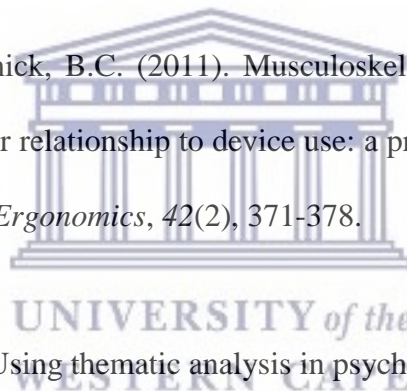 nick, B.C. (2011). Musculoskel
r relationship to device use: a pr
Ergonomics, 42(2), 371-378.
UNIVERSITY of the
Using thematic analysis in psych
WESTERN CA